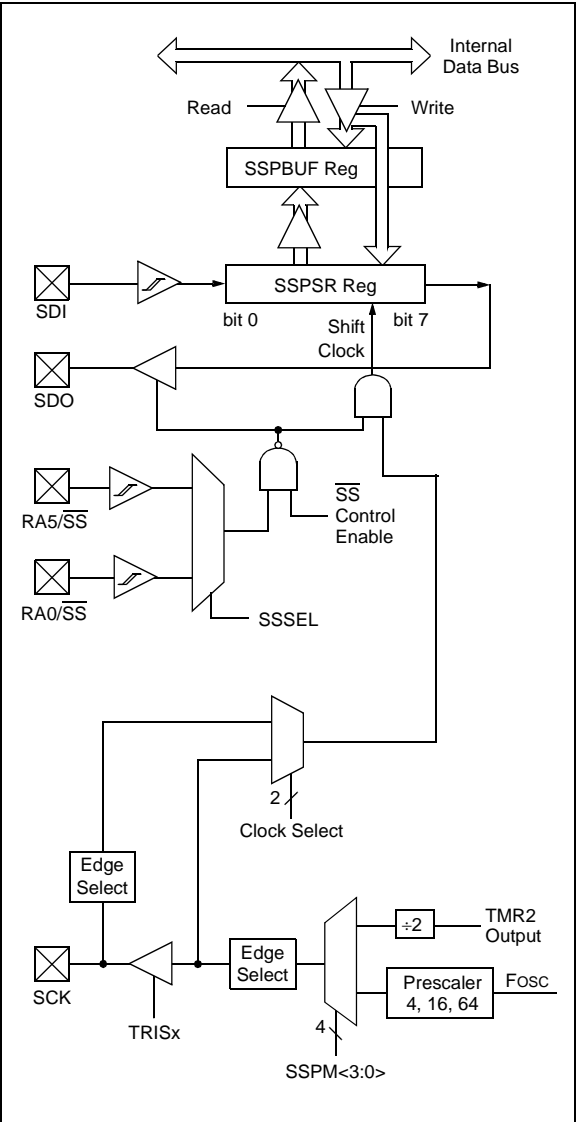 Internal
Data Bus
Read
Write
SSPBUF Reg
SSPSR Reg
SDI
bit 0
bit 7
Shift
Clock
SDO
RA5/SS
SS
Control
Enable
RA0/SS
SSSEL
2
Clock Select
Edge
Select
÷2
TMR2
Output
Edge
Select
SCK
Prescaler
4, 16, 64
FOSC
TRISx
4
SSPM<3:0>